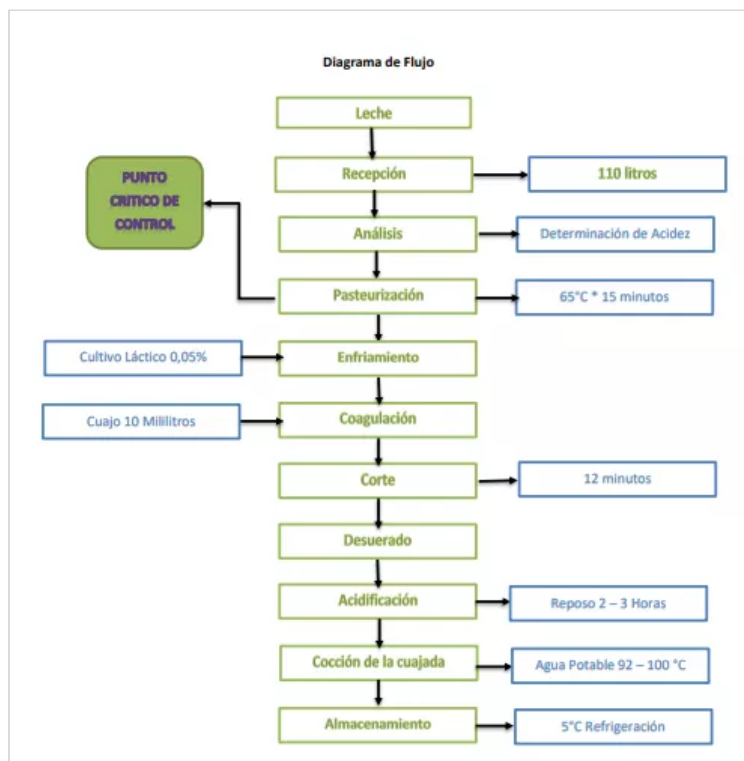 Diagrama de Flujo
Leche
Recepción
110 litros
PUNTO
CRITICO DE
CONTROL
Análisis
Determinación de Acidez
Pasteurización
65°C * 15 minutos
Cultivo Láctico 0,05%
Enfriamiento
Cuajo 10 Mililitros
Coagulación
Corte
12 minutos
Desuerado
Acidificación
Reposo 2 – 3 Horas
Cocción de la cuajada
Agua Potable 92 – 100 °C
Almacenamiento
5°C Refrigeración